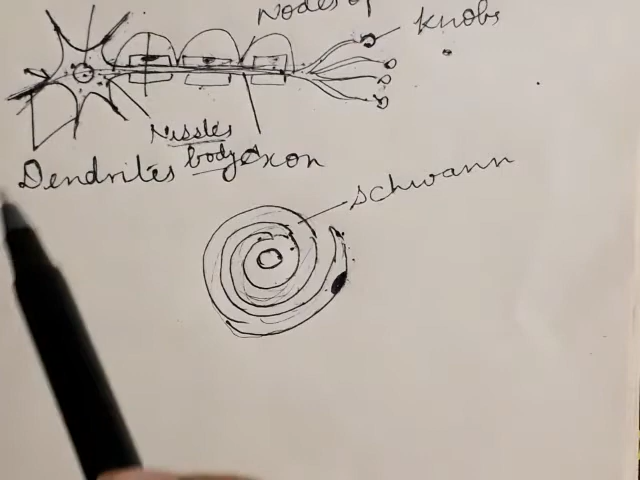 Nodes of
Knobs
Nissles
body
axon
Dendrites
schwann